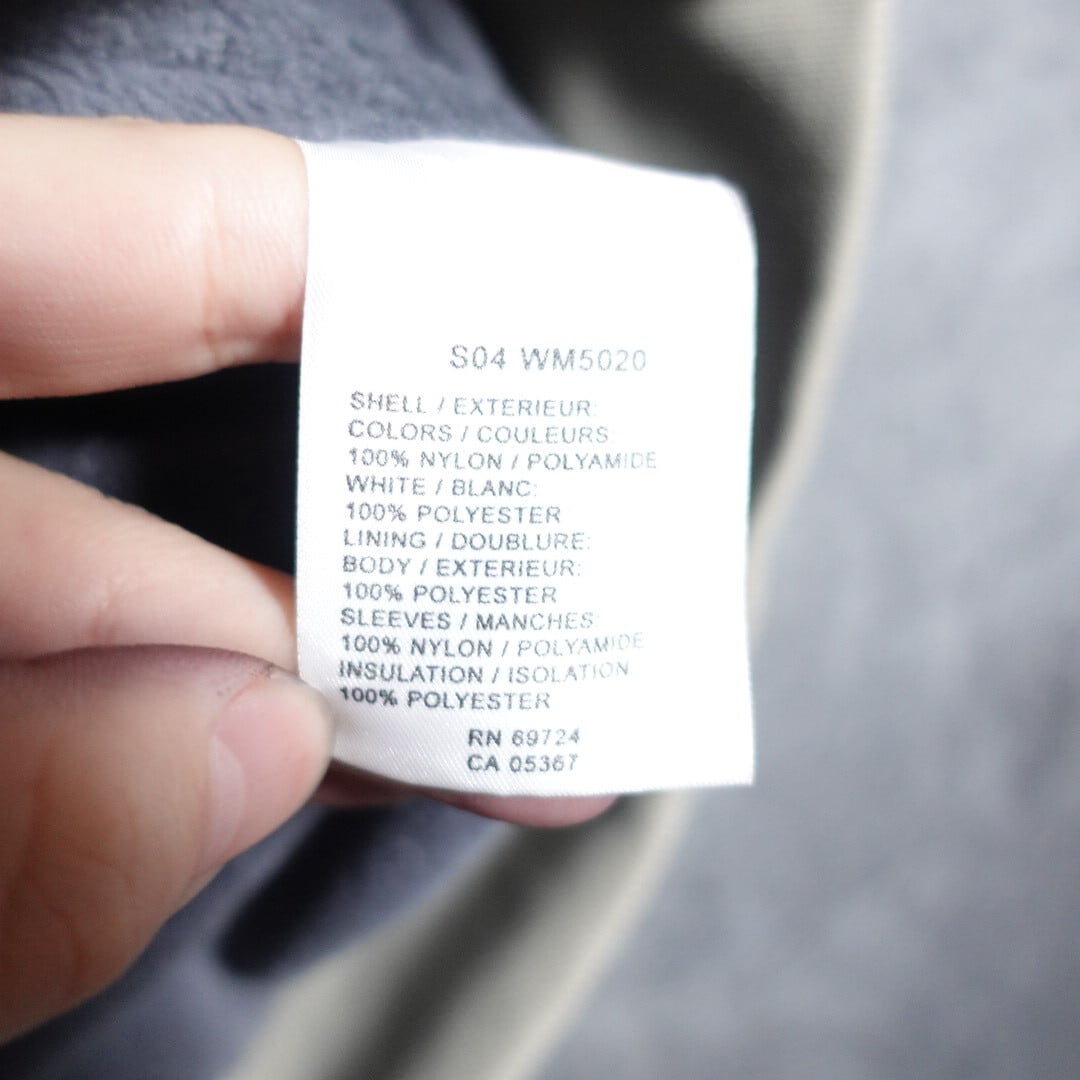 S04 WM5020
SHELL / EXTERIEUR:
COLORS / COULEURS:
100% NYLON / POLYAMIDE
WHITE / BLANC:
100% POLYESTER
LINING / DOUBLURE:
BODY / EXTERIEUR:
100% POLYESTER
SLEEVES / MANCHES:
100% NYLON / POLYAMIDE
INSULATION / ISOLATION
100% POLYESTER
RN 69724
CA 05367